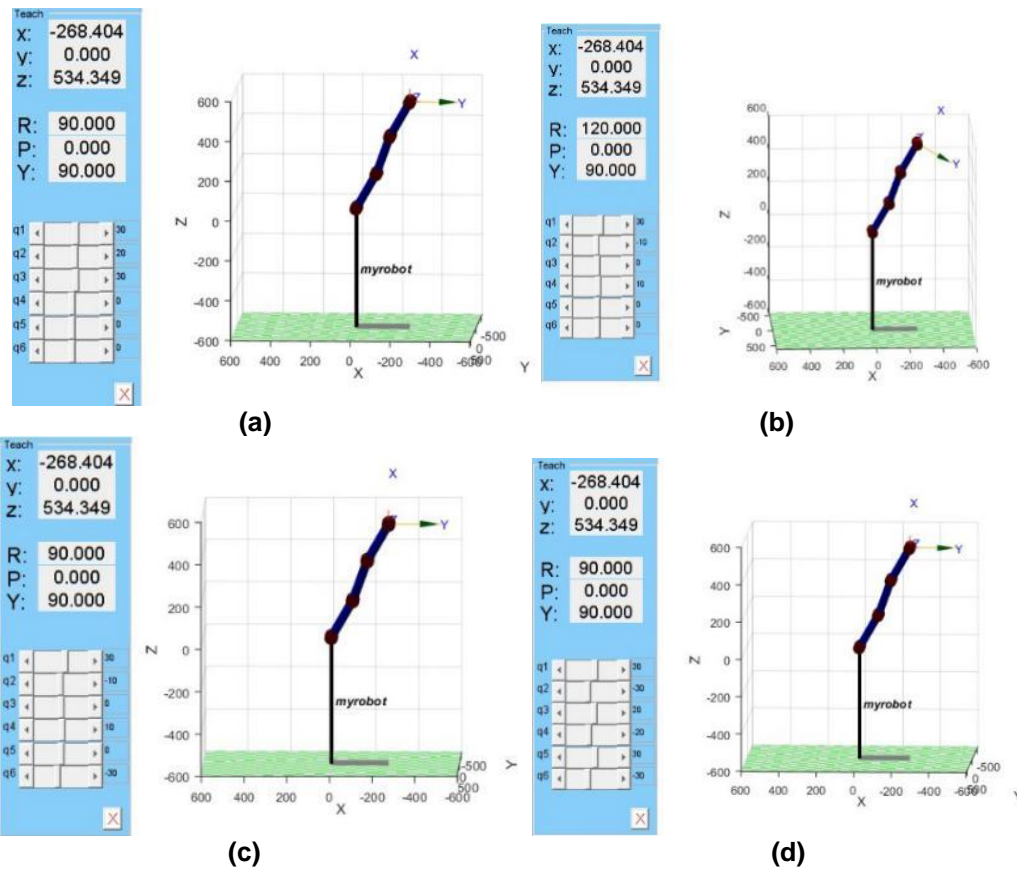 Teach
x: -268.404
y: 0.000
z: 534.349
R: 90.000
P: 0.000
Y: 90.000
q1 30
q2 20
q3 30
q4 0
q5 0
q6 0
X
X
Z Y
600
400
200
0
-200
-400
-600
Z
myrobot
600 400 200 0 -200 -400 -600
X
-500
0
500
Y
(a)
Teach
x: -268.404
y: 0.000
z: 534.349
R: 120.000
P: 0.000
Y: 90.000
q1 30
q2 -10
q3 0
q4 10
q5 0
q6 0
X
X
Z
Y
600
400
200
0
-200
-400
-600
Z
myrobot
-500
Y 0
500
600 400 200 0 -200 -400 -600
X
(b)
Teach
x: -268.404
y: 0.000
z: 534.349
R: 90.000
P: 0.000
Y: 90.000
q1 30
q2 -10
q3 0
q4 10
q5 0
q6 -30
X
X
Z Y
600
400
200
0
-200
-400
-600
Z
myrobot
600 400 200 0 -200 -400 -600
X
-500
0
500
Y
(c)
Teach
x: -268.404
y: 0.000
z: 534.349
R: 90.000
P: 0.000
Y: 90.000
q1 30
q2 -30
q3 20
q4 -20
q5 30
q6 30
X
X
Z Y
600
400
200
0
-200
-400
-600
Z
myrobot
600 400 200 0 -200 -400 -600
X
-500
0
500
Y
(d)